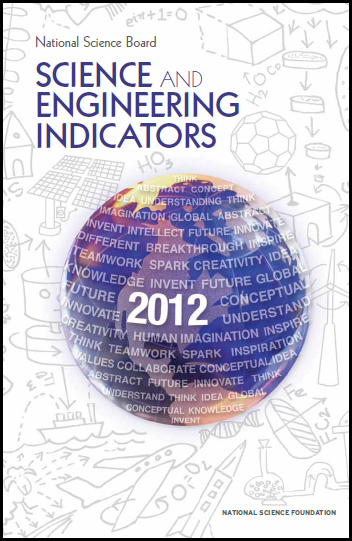 National Science Board
SCIENCE AND
ENGINEERING
INDICATORS
THINK
ABSTRACT CONCEPT
IDEA UNDERSTANDING THINK
IMAGINATION GLOBAL ABSTRACT
INVENT INTELLECT FUTURE INNOVATE
DIFFERENT BREAKTHROUGH INSPIRE
TEAMWORK SPARK CREATIVITY IDEA
KNOWLEDGE INVENT FUTURE GLOBAL
FUTURE CONCEPTUAL
2012
INNOVATE UNDERSTAND
CREATIVITY HUMAN IMAGINATION INSPIRE
THINK TEAMWORK SPARK INSPIRATION
VALUES COLLABORATE CONCEPTUAL IDEA
ABSTRACT FUTURE INNOVATE THINK
UNDERSTAND THINK IDEA GLOBAL
CONCEPTUAL KNOWLEDGE
INVENT
H2O
CO2
HO3
NATIONAL SCIENCE FOUNDATION